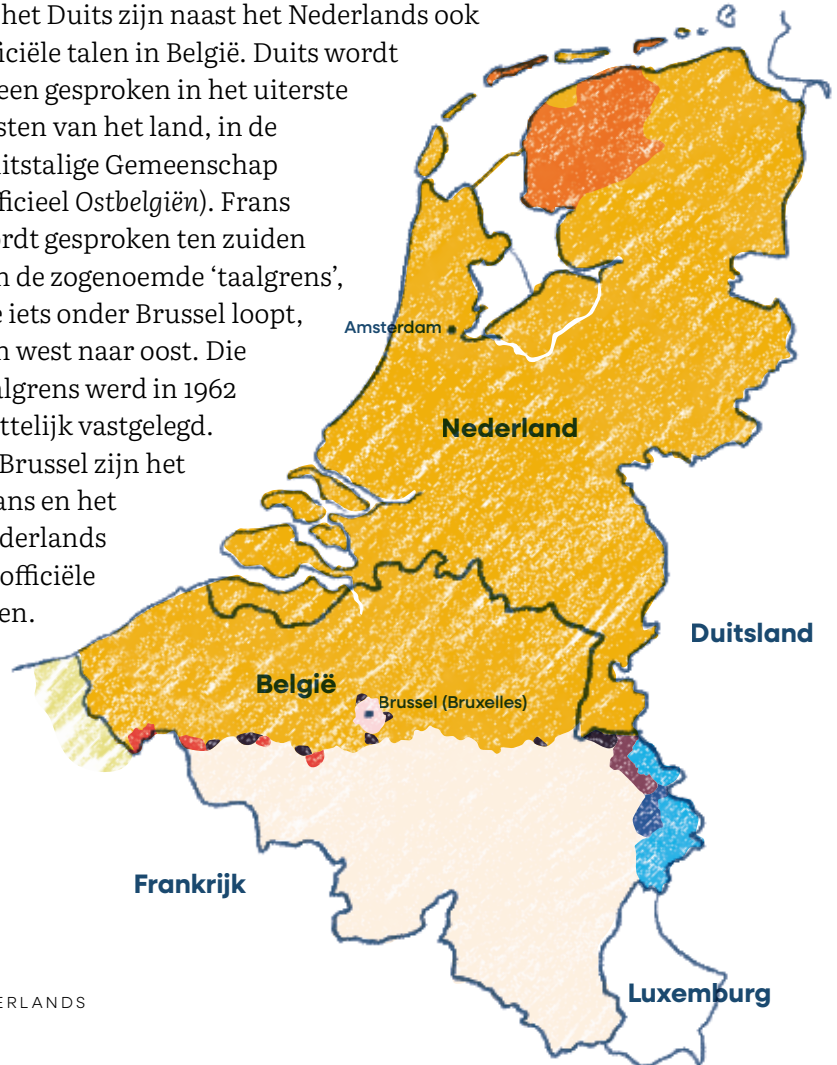 het Duits zijn naast het Nederlands ook
iciële talen in België. Duits wordt
een gesproken in het uiterste
sten van het land, in de
uitstalige Gemeenschap
fficieel Ostbelgiën). Frans
ordt gesproken ten zuiden
n de zogenoemde ‘taalgrens’,
e iets onder Brussel loopt,
n west naar oost. Die
algrens werd in 1962
ttelijk vastgelegd.
Brussel zijn het
ans en het
derlands
officiële
en.
Amsterdam
Nederland
Duitsland
België
Brussel (Bruxelles)
Frankrijk
Luxemburg
ERLANDS